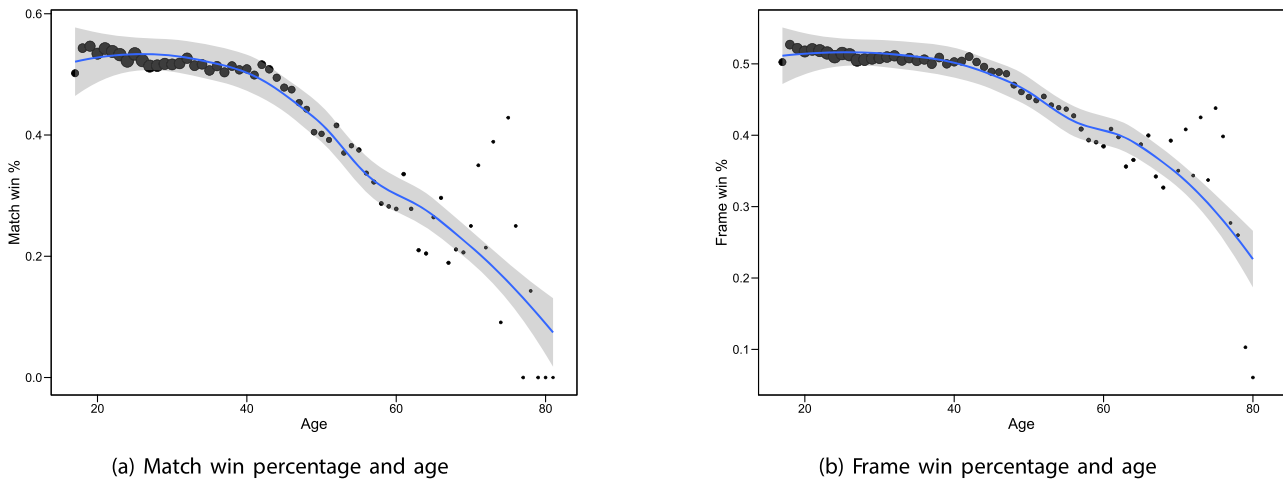 0.6
0.4
0.2
0.0
Match win %
20 40 60 80
Age
(a) Match win percentage and age
0.5
0.4
0.3
0.2
0.1
Frame win %
20 40 60 80
Age
(b) Frame win percentage and age